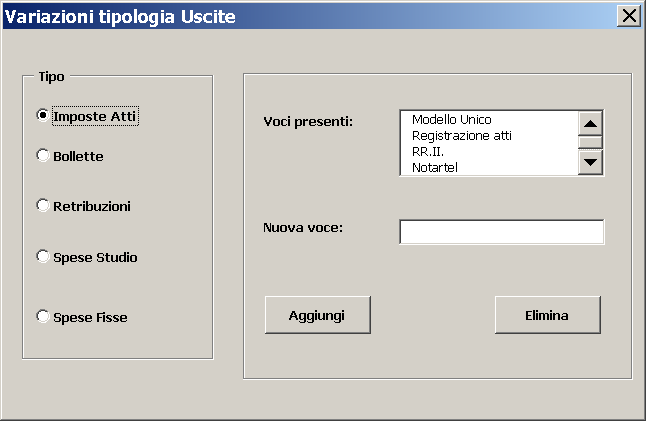 Variazioni tipologia Uscite
Tipo
Imposte Atti
Bollette
Retribuzioni
Spese Studio
Spese Fisse
Voci presenti:
Modello Unico
Registrazione atti
RR.II.
Notartel
Nuova voce:
Aggiungi
Elimina